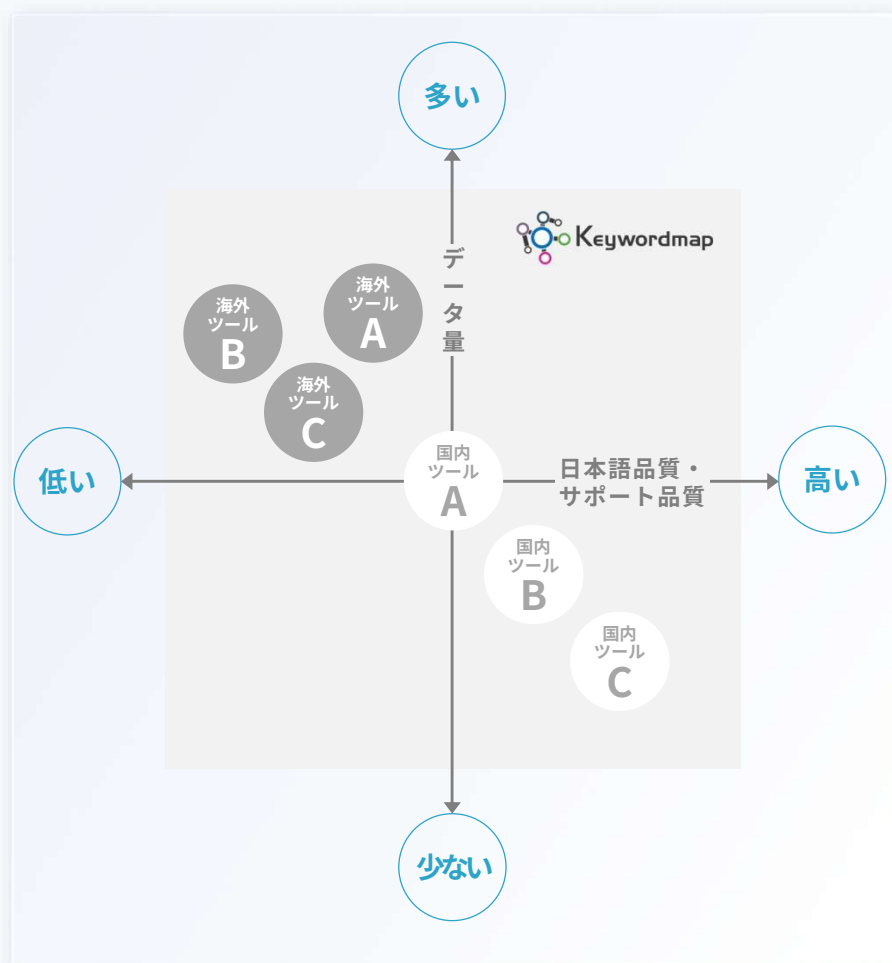 多い
Keywordmap
データ量
海外
ツール
A
海外
ツール
B
海外
ツール
C
低い
国内
ツール
A
日本語品質・
サポート品質
高い
国内
ツール
B
国内
ツール
C
少ない